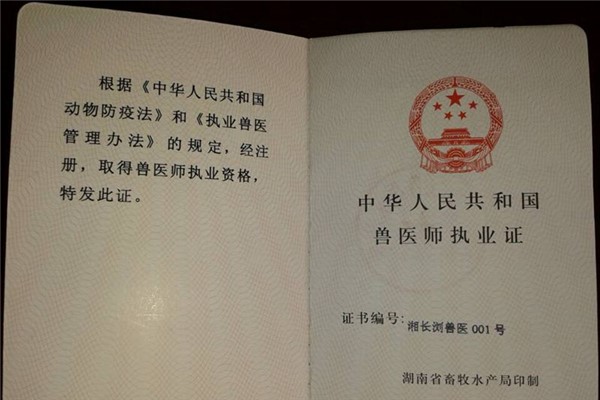 根据《中华人民共和国
动物防疫法》和《执业兽医
管理办法》的规定，经注
册，取得兽医师执业资格，
特发此证。
中华人民共和国
兽医师执业证
证书编号：湘长浏兽医 001 号
湖南省畜牧水产局印制